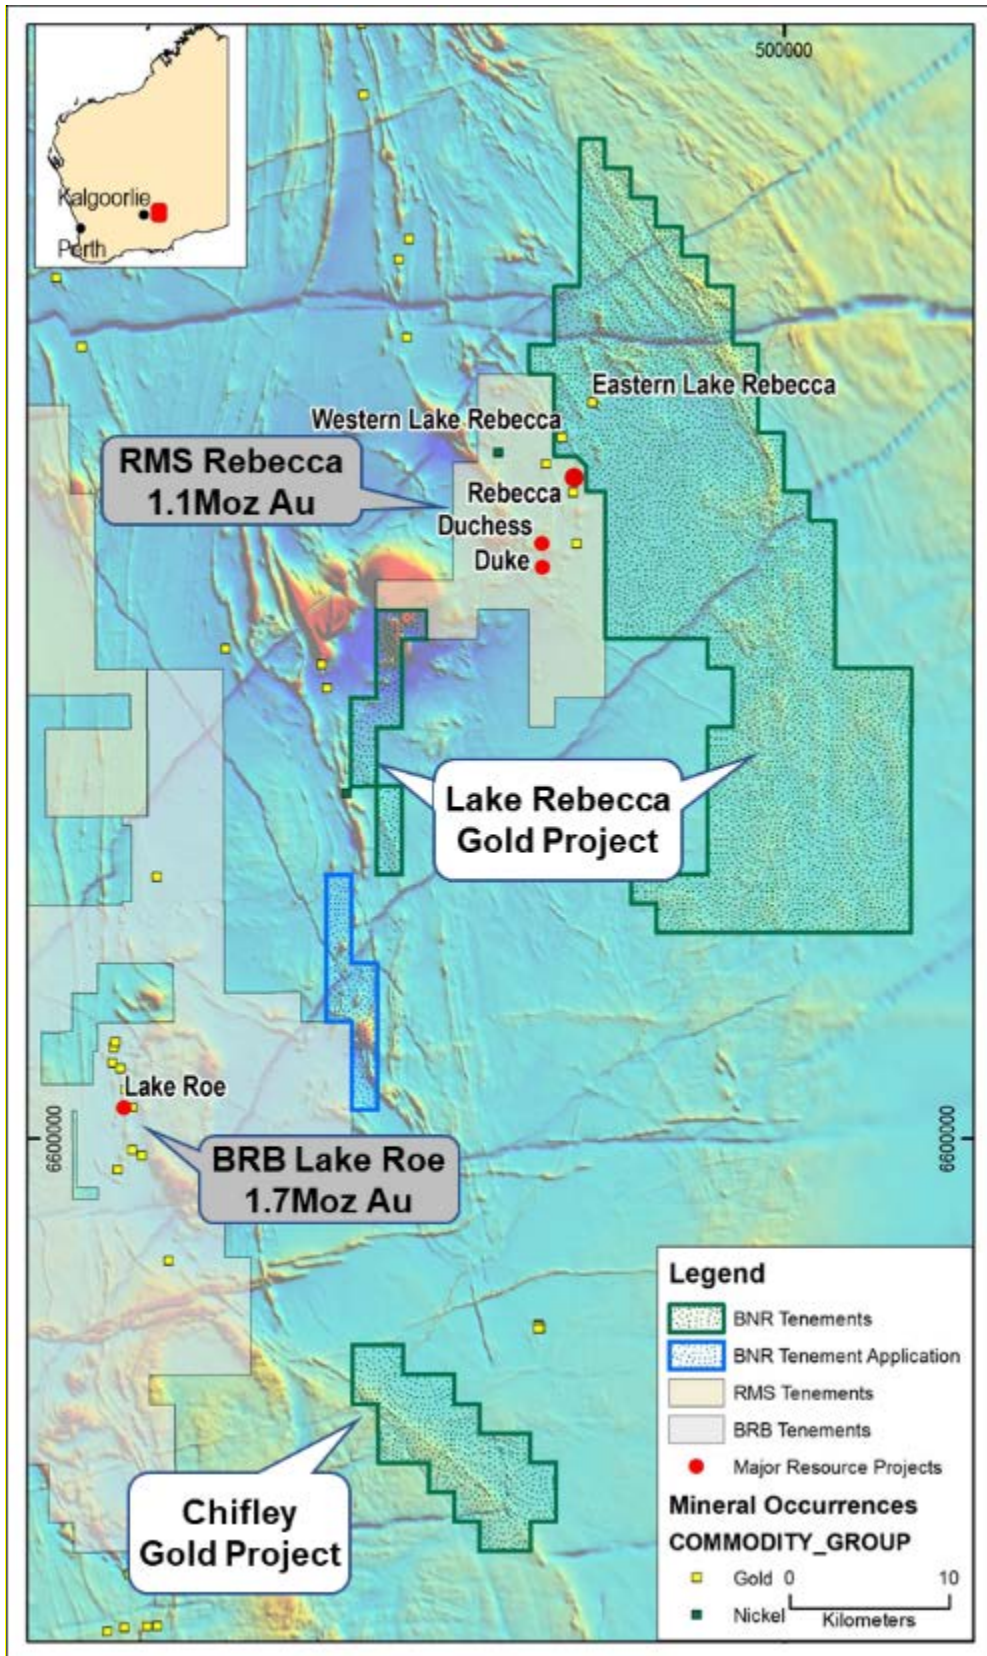 500000
Kalgoorlie
Perth
Eastern Lake Rebecca
Western Lake Rebecca
RMS Rebecca
1.1Moz Au
Rebecca
Duchess
Duke
Lake Rebecca
Gold Project
Lake Roe
6600000
6600000
BRB Lake Roe
1.7Moz Au
Chifley
Gold Project
Legend
BNR Tenements
BNR Tenement Application
RMS Tenements
BRB Tenements
Major Resource Projects
Mineral Occurrences
COMMODITY_GROUP
Gold
Nickel
0 10
Kilometers